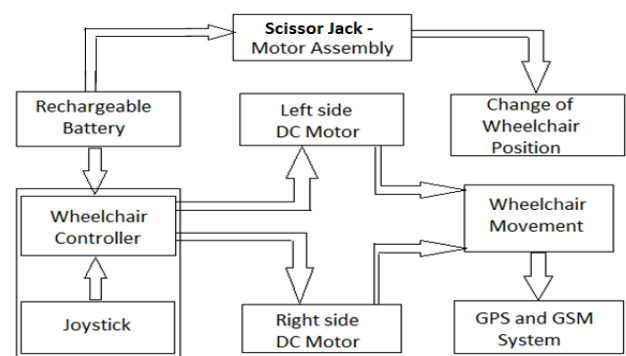 Scissor Jack -
Motor Assembly
Rechargeable
Battery
Left side
DC Motor
Change of
Wheelchair
Position
Wheelchair
Controller
Wheelchair
Movement
Joystick
Right side
DC Motor
GPS and GSM
System